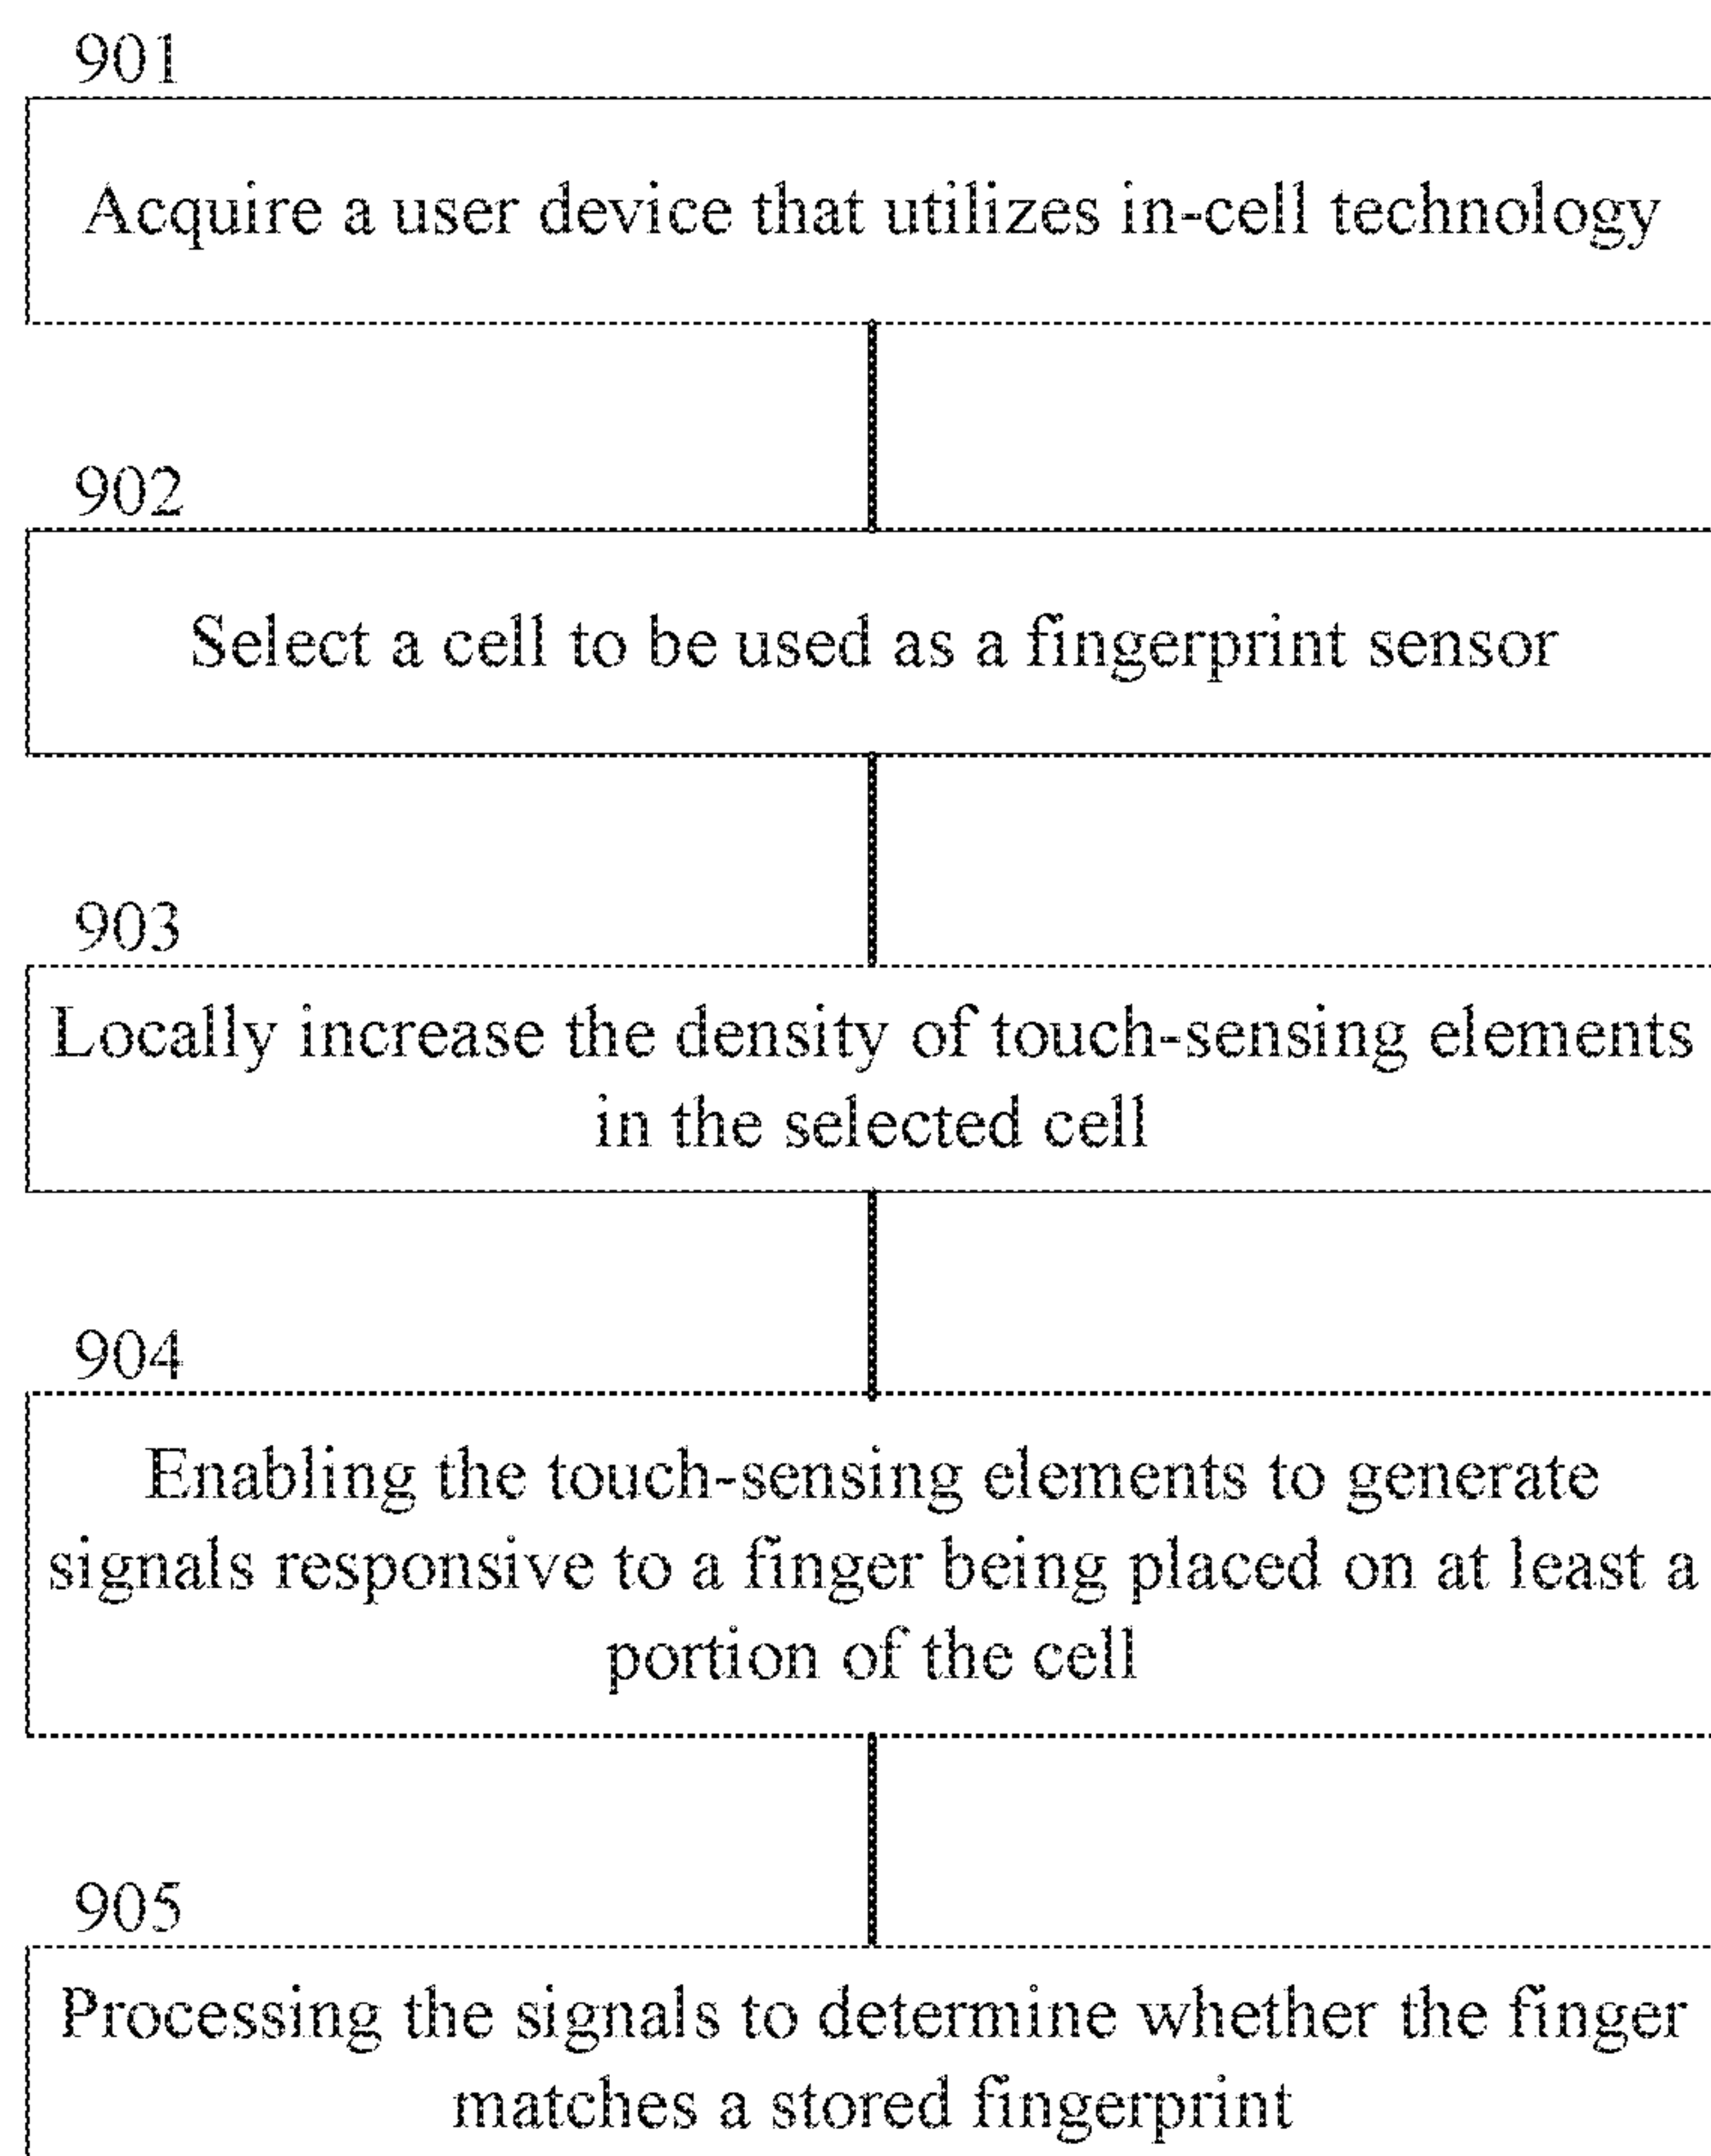 901
Acquire a user device that utilizes in-cell technology
902
Select a cell to be used as a fingerprint sensor
903
Locally increase the density of touch-sensing elements
in the selected cell
904
Enabling the touch-sensing elements to generate
signals responsive to a finger being placed on at least a
portion of the cell
905
Processing the signals to determine whether the finger
matches a stored fingerprint